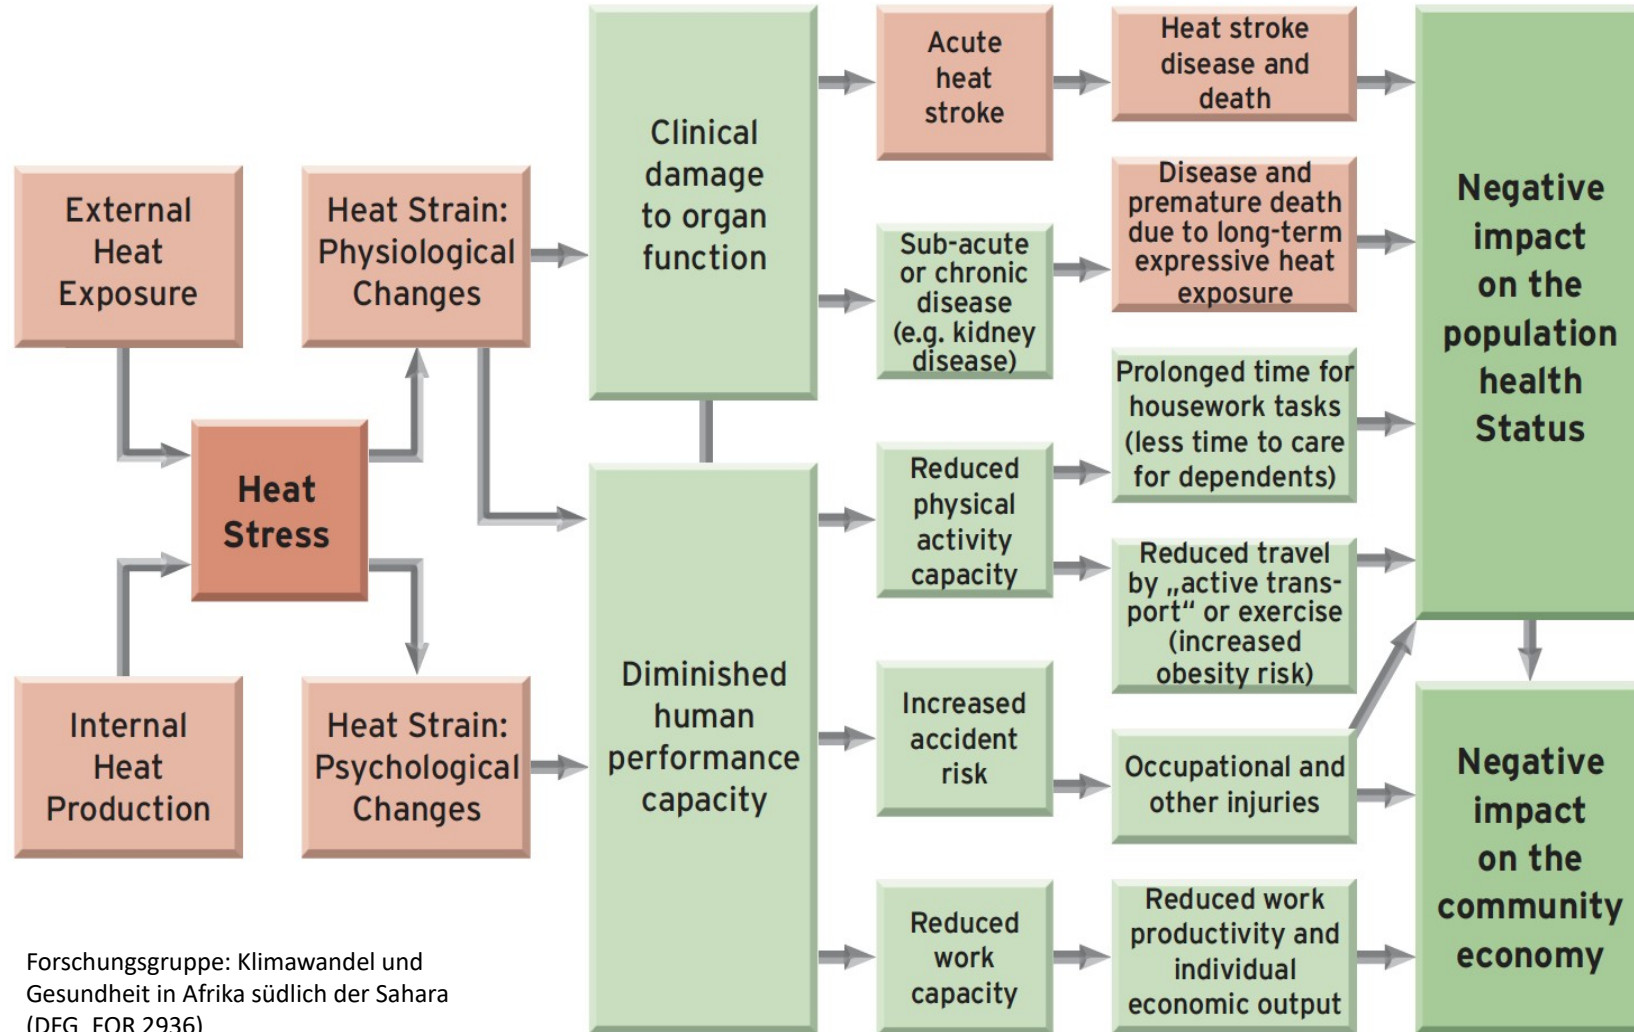 External
Heat
Exposure
Internal
Heat
Production
Heat
Stress
Heat Strain:
Physiological
Changes
Heat Strain:
Psychological
Changes
Clinical
damage
to organ
function
Diminished
human
performance
capacity
Acute
heat
stroke
Sub-acute
or chronic
disease
(e.g. kidney
disease)
Reduced
physical
activity
capacity
Increased
accident
risk
Reduced
work
capacity
Heat stroke
disease and
death
Disease and
premature death
due to long-term
expressive heat
exposure
Prolonged time for
housework tasks
(less time to care
for dependents)
Reduced travel
by „active trans-
port“ or exercise
(increased
obesity risk)
Occupational and
other injuries
Reduced work
productivity and
individual
economic output
Negative
impact
on the
population
health
Status
Negative
impact
on the
community
economy
Forschungsgruppe: Klimawandel und
Gesundheit in Afrika südlich der Sahara
(DFG FOR 2936)